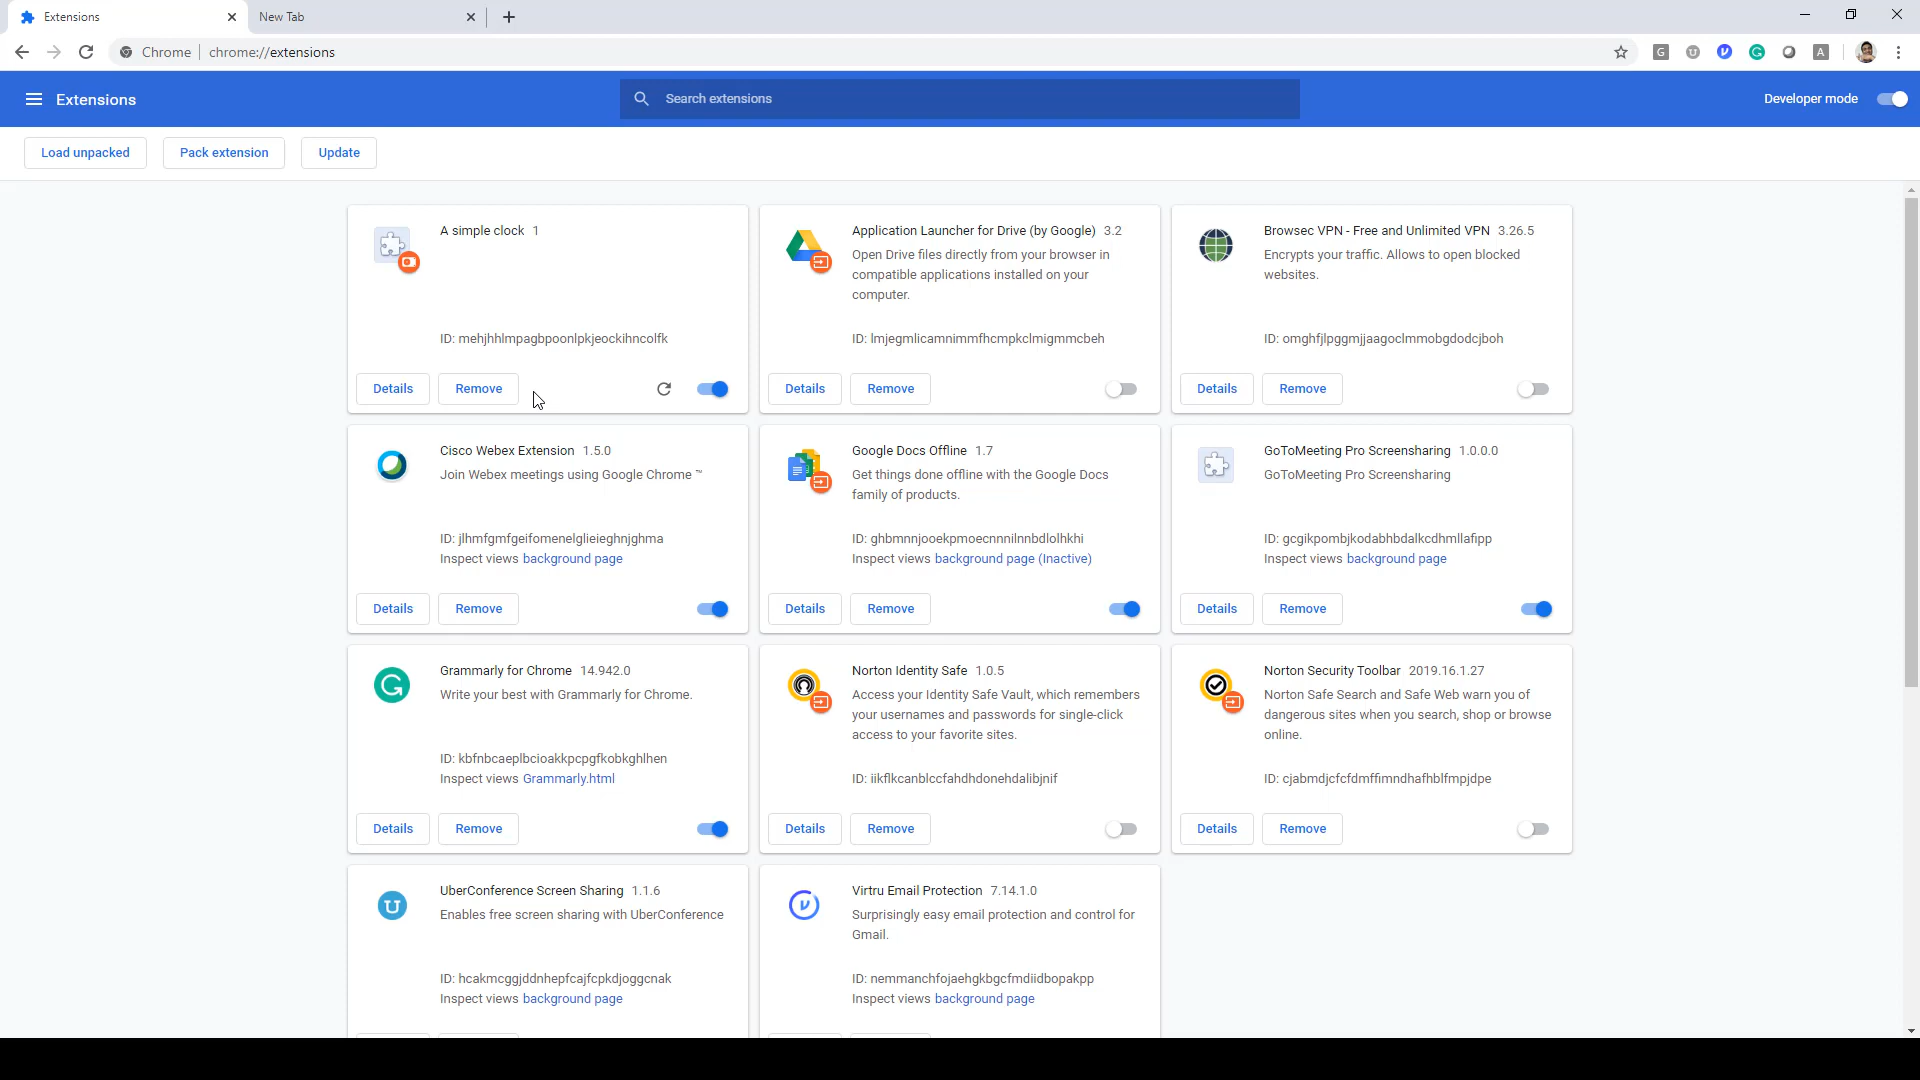 Extensions
New Tab
Chrome
chrome://extensions
G
A
Extensions
Search extensions
Developer mode
Load unpacked
Pack extension
Update
A simple clock 1
ID: mehjhhlmpagbpoonlpkjeockihncolfk
Details
Remove
Application Launcher for Drive (by Google) 3.2
Open Drive files directly from your browser in
compatible applications installed on your
computer.
ID: lmjegmlicamnimmfhcmpkclmigmmcbeh
Details
Remove
Browsec VPN - Free and Unlimited VPN 3.26.5
Encrypts your traffic. Allows to open blocked
websites.
ID: omghfjlpggmjjaagoclmmobgdodcjboh
Details
Remove
Cisco Webex Extension 1.5.0
Join Webex meetings using Google Chrome ™
ID: jlhmfgmfgeifomenelglieieghnjghma
Inspect views background page
Details
Remove
Google Docs Offline 1.7
Get things done offline with the Google Docs
family of products.
ID: ghbmnnjooekpmoecnnnilnnbdlolhkhi
Inspect views background page (Inactive)
Details
Remove
GoToMeeting Pro Screensharing 1.0.0.0
GoToMeeting Pro Screensharing
ID: gcgikpombjkodabhbdalkcdhmllafipp
Inspect views background page
Details
Remove
Grammarly for Chrome 14.942.0
Write your best with Grammarly for Chrome.
ID: kbfnbcaeplbcioakkpcpgfkobkghlhen
Inspect views Grammarly.html
Details
Remove
Norton Identity Safe 1.0.5
Access your Identity Safe Vault, which remembers
your usernames and passwords for single-click
access to your favorite sites.
ID: iikflkcanblccfahdhdonehdalibjnif
Details
Remove
Norton Security Toolbar 2019.16.1.27
Norton Safe Search and Safe Web warn you of
dangerous sites when you search, shop or browse
online.
ID: cjabmdjcfcfdmffimndhafhblfmpjdpe
Details
Remove
UberConference Screen Sharing 1.1.6
Enables free screen sharing with UberConference
ID: hcakmcggjddnhepfcajfcpkdjoggcnak
Inspect views background page
Virtru Email Protection 7.14.1.0
Surprisingly easy email protection and control for
Gmail.
ID: nemmanchfojaehgkbgcfmdiidbopakpp
Inspect views background page